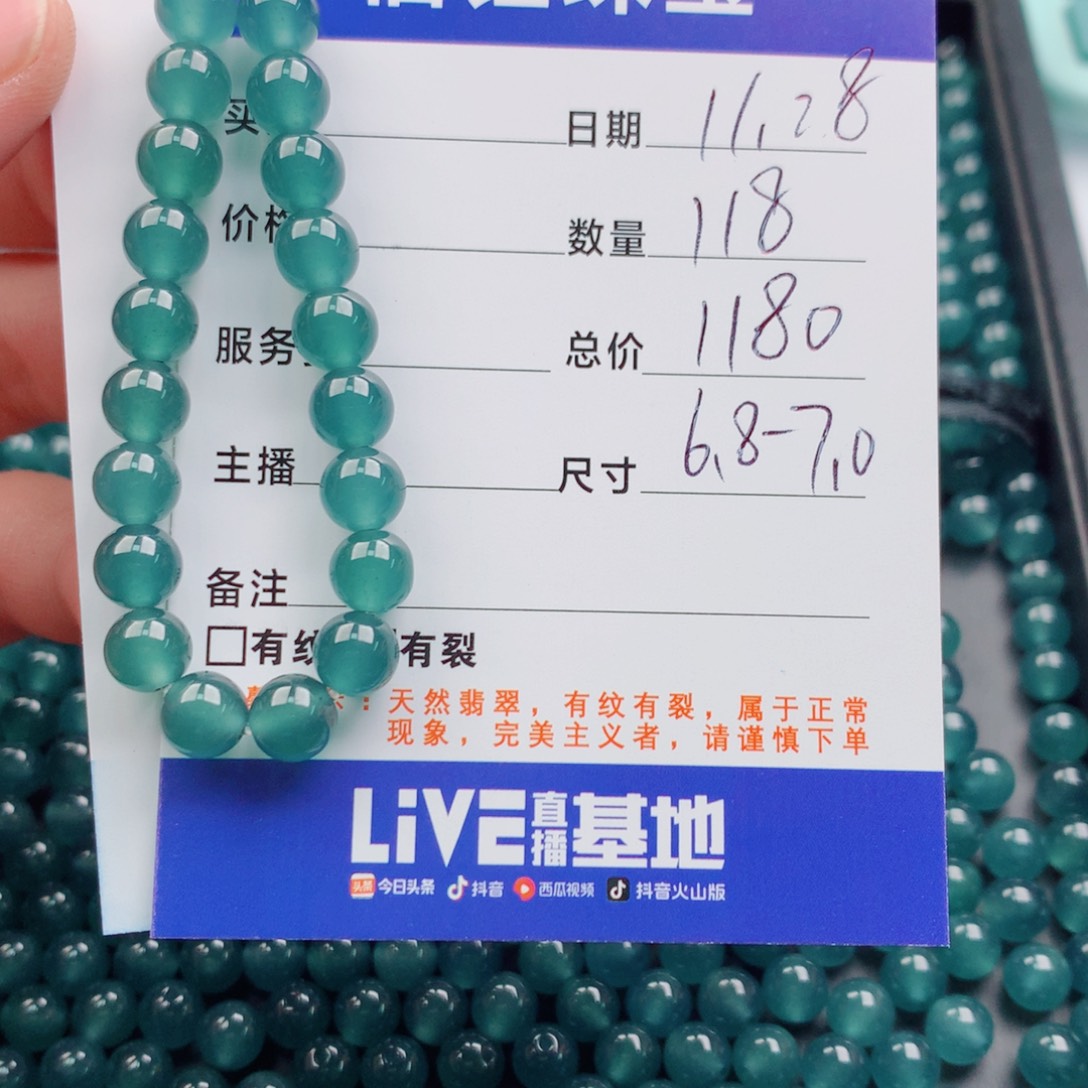 买 日期 11.28
价格 数量 118
服务 总价 1180
主播 尺寸 6.8-7.0
备注
□有纹 有裂
：天然翡翠，有纹有裂，属于正常
现象，完美主义者，请谨慎下单
LiVE直播基地
头条 今日头条 抖音 西瓜视频 抖音火山版